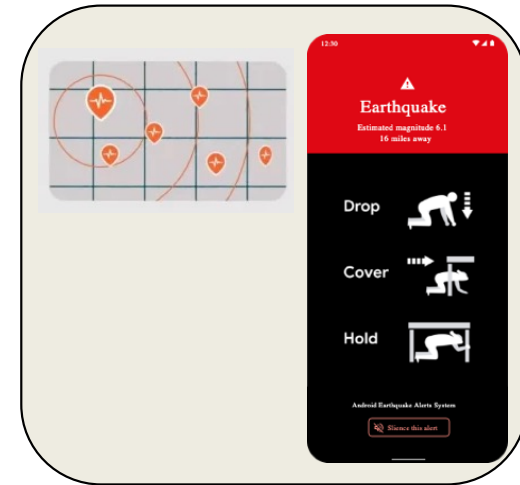 12:30
Earthquake
Estimated magnitude 6.1
16 miles away
Drop
Cover
Hold
Android Earthquake Alerts System
Slience this alert